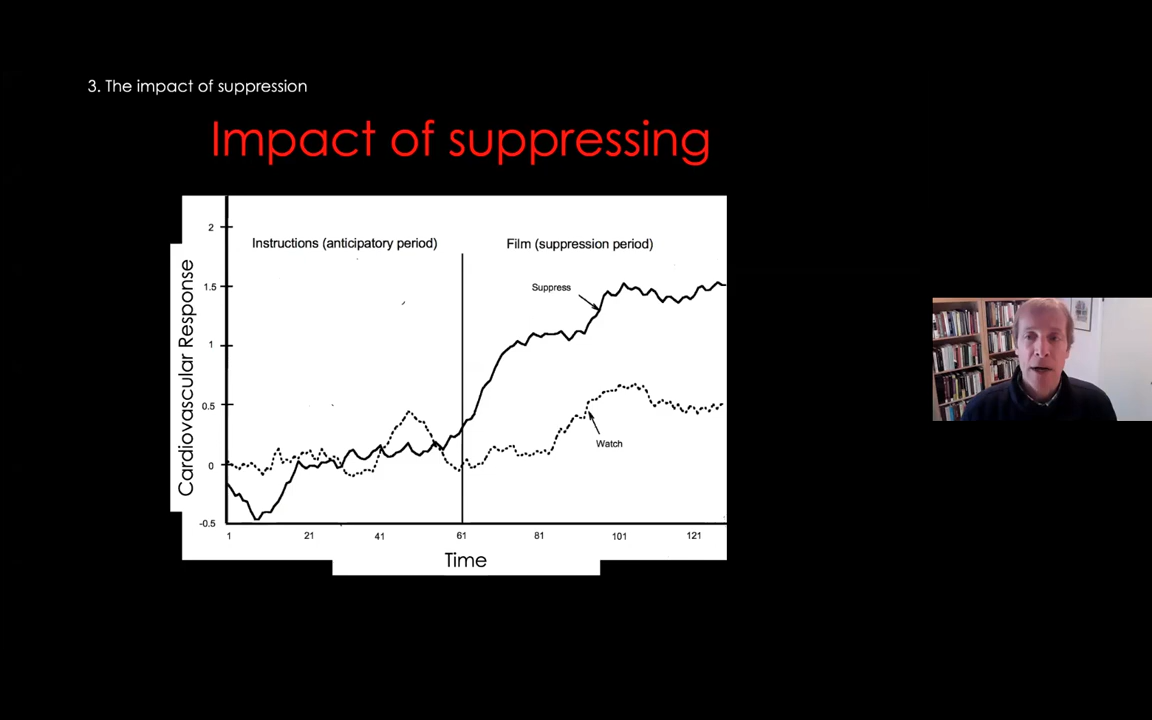 3. The impact of suppression
Impact of suppressing
Cardiovascular Response
2
1.5
1
0.5
0
-0.5
Instructions (anticipatory period)
Film (suppression period)
Suppress
Watch
1
21
41
61
81
101
121
Time